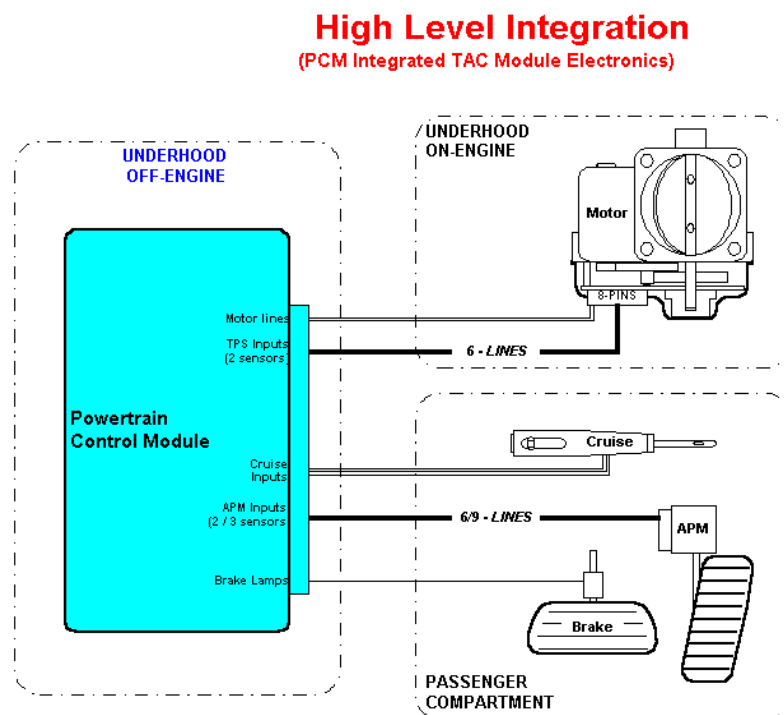 High Level Integration
(PCM Integrated TAC Module Electronics)
UNDERHOOD
OFF-ENGINE
UNDERHOOD
ON-ENGINE
Motor
8-PINS
Motor lines
TPS Inputs
(2 sensors)
6 - LINES
Powertrain
Control Module
Cruise
Cruise
Inputs
APM Inputs
(2 / 3 sensors
6/9 - LINES
APM
Brake Lamps
Brake
PASSENGER
COMPARTMENT